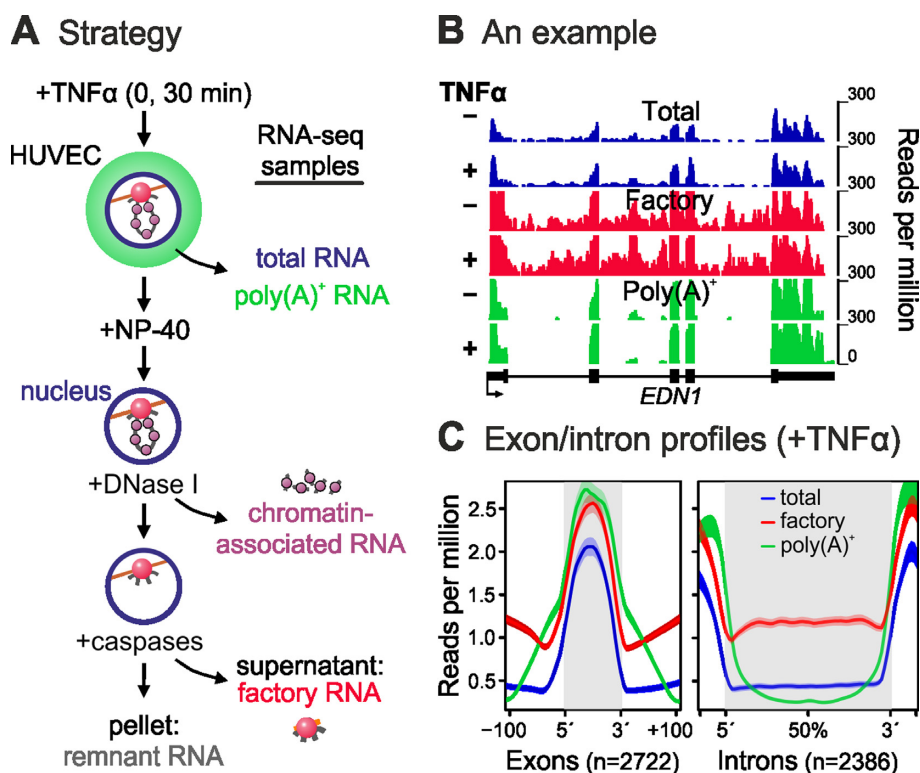 A Strategy
+TNFα (0, 30 min)
HUVEC
RNA-seq
samples
total RNA
poly(A)⁺ RNA
+NP-40
nucleus
+DNase I
chromatin-
associated RNA
+caspases
supernatant:
factory RNA
pellet:
remnant RNA
B An example
TNFα
Total
Factory
Poly(A)⁺
−
+
−
+
−
+
300
300
300
300
300
300
0
Reads per million
EDN1
C Exon/intron profiles (+TNFα)
Reads per million
2.5
2.0
1.5
1.0
0.5
total
factory
poly(A)⁺
−100 5´ 3´ +100
5´ 50% 3´
Exons (n=2722)
Introns (n=2386)